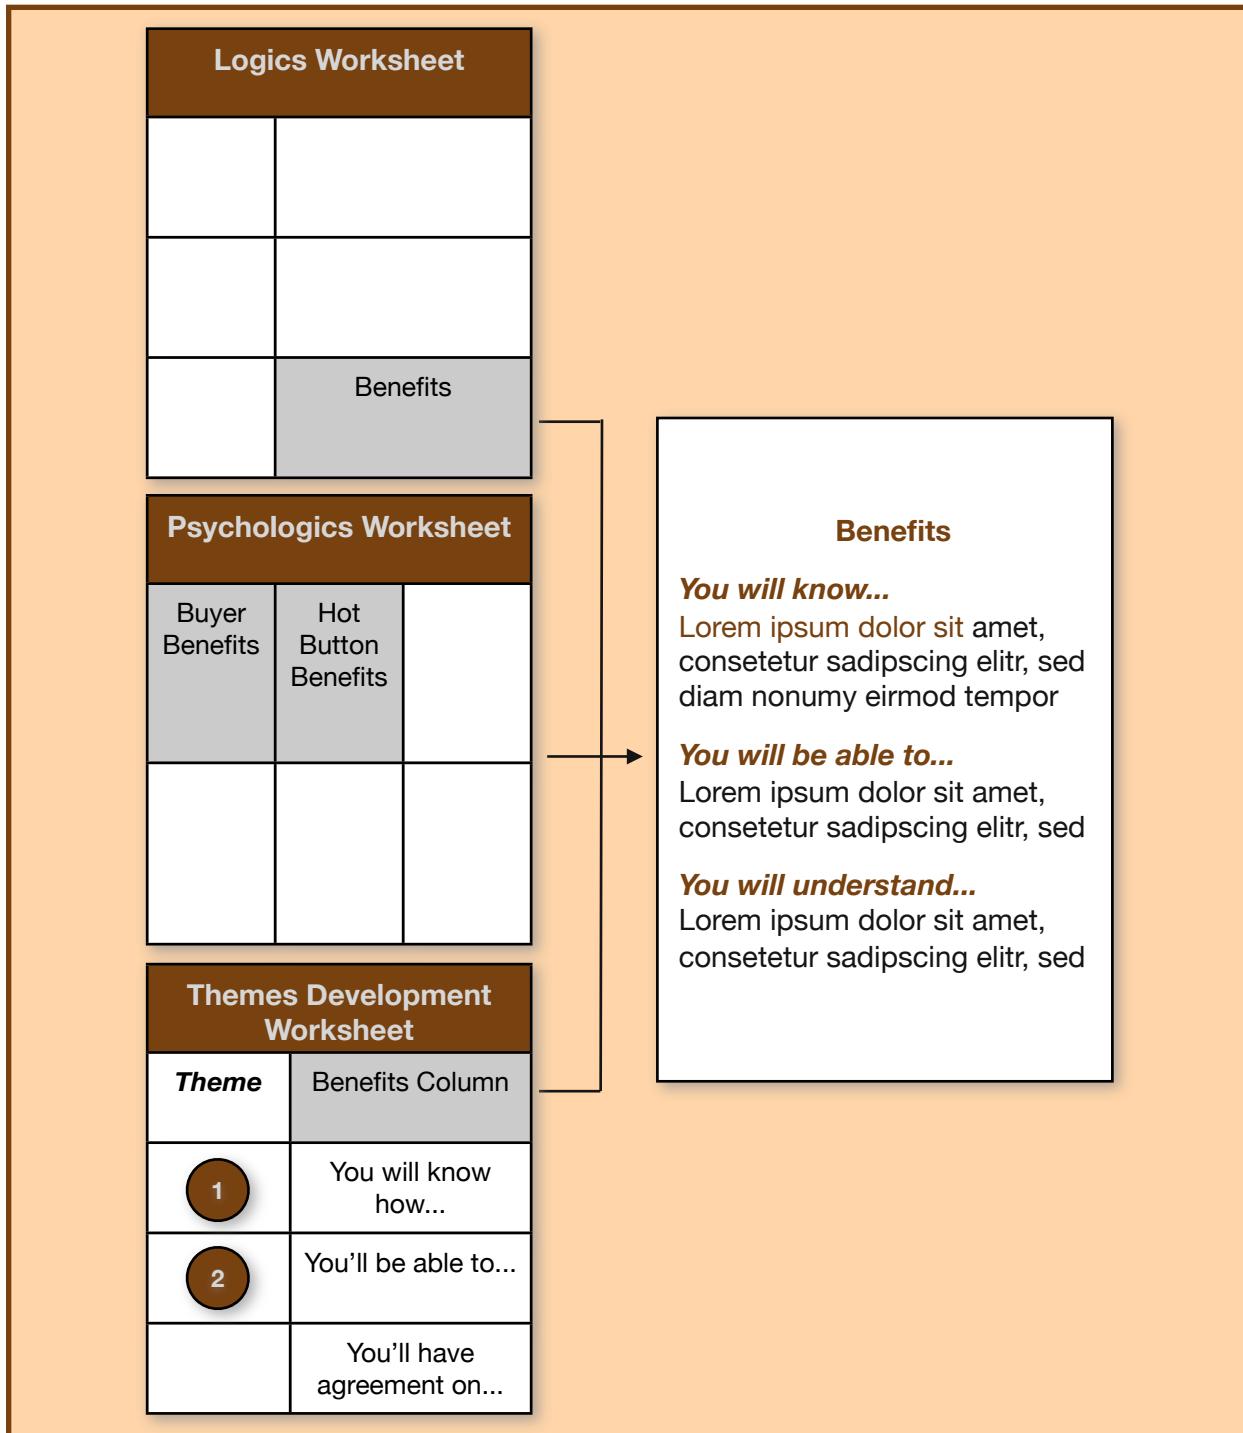 Logics Worksheet
Benefits
Psychologics Worksheet
Buyer
Benefits
Hot
Button
Benefits
Themes Development
Worksheet
Theme
Benefits Column
1
You will know
how...
2
You'll be able to...
You'll have
agreement on...
Benefits
You will know...
Lorem ipsum dolor sit amet,
consetetur sadipscing elitr, sed
diam nonumy eirmod tempor
You will be able to...
Lorem ipsum dolor sit amet,
consetetur sadipscing elitr, sed
You will understand...
Lorem ipsum dolor sit amet,
consetetur sadipscing elitr, sed